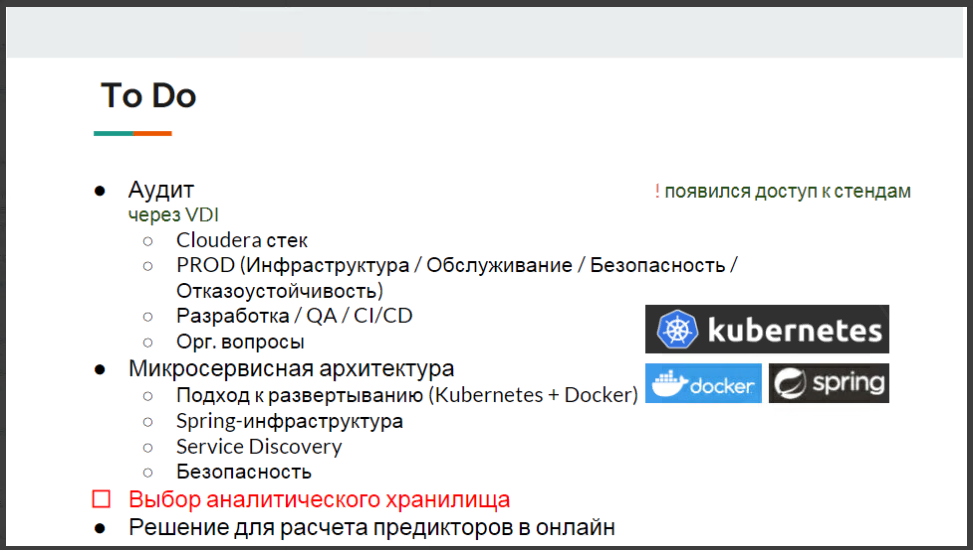 To Do
● Аудит
! появился доступ к стендам
через VDI
○ Cloudera стек
○ PROD (Инфраструктура / Обслуживание / Безопасность /
Отказоустойчивость)
○ Разработка / QA / CI/CD
○ Орг. вопросы
kubernetes
● Микросервисная архитектура
○ Подход к развертыванию (Kubernetes + Docker)
docker
spring
○ Spring-инфраструктура
○ Service Discovery
○ Безопасность
□ Выбор аналитического хранилища
● Решение для расчета предикторов в онлайн